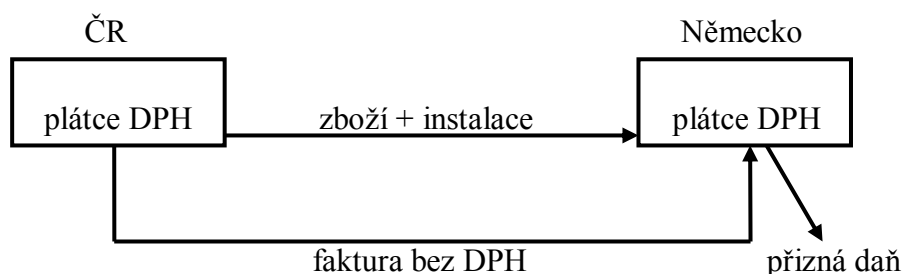 ČR
Německo
plátce DPH
zboží + instalace
plátce DPH
faktura bez DPH
přizná daň